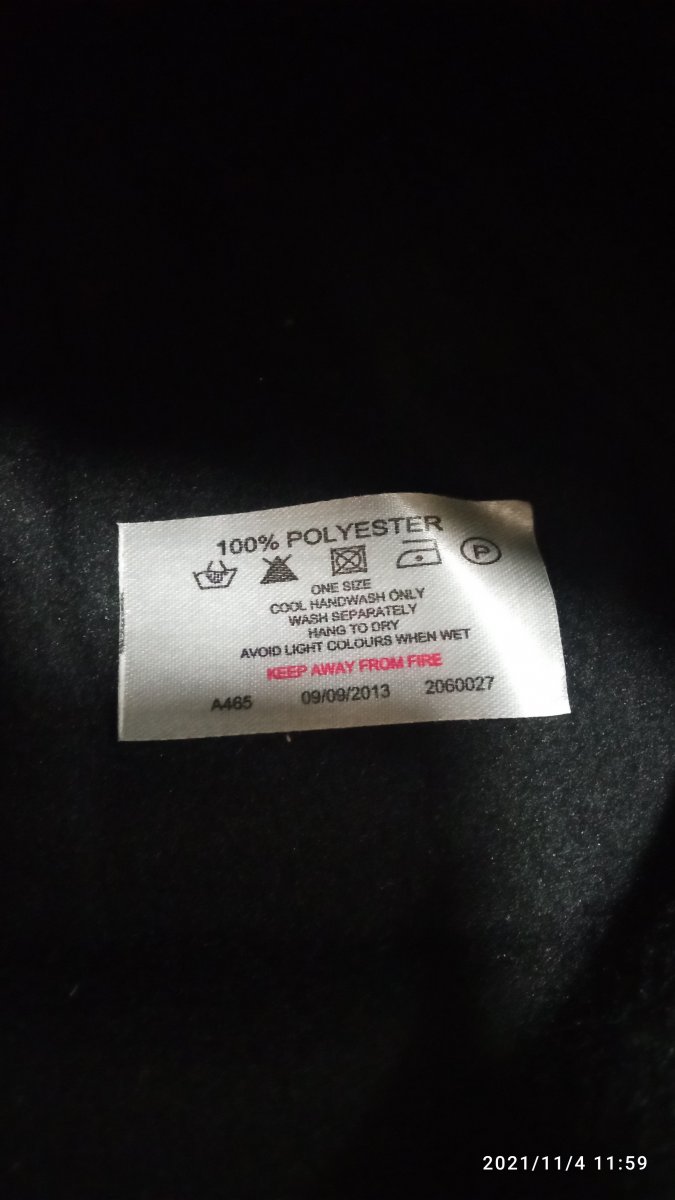 100% POLYESTER
P
ONE SIZE
COOL HANDWASH ONLY
WASH SEPARATELY
HANG TO DRY
AVOID LIGHT COLOURS WHEN WET
KEEP AWAY FROM FIRE
A465 09/09/2013 2060027
2021/11/4 11:59